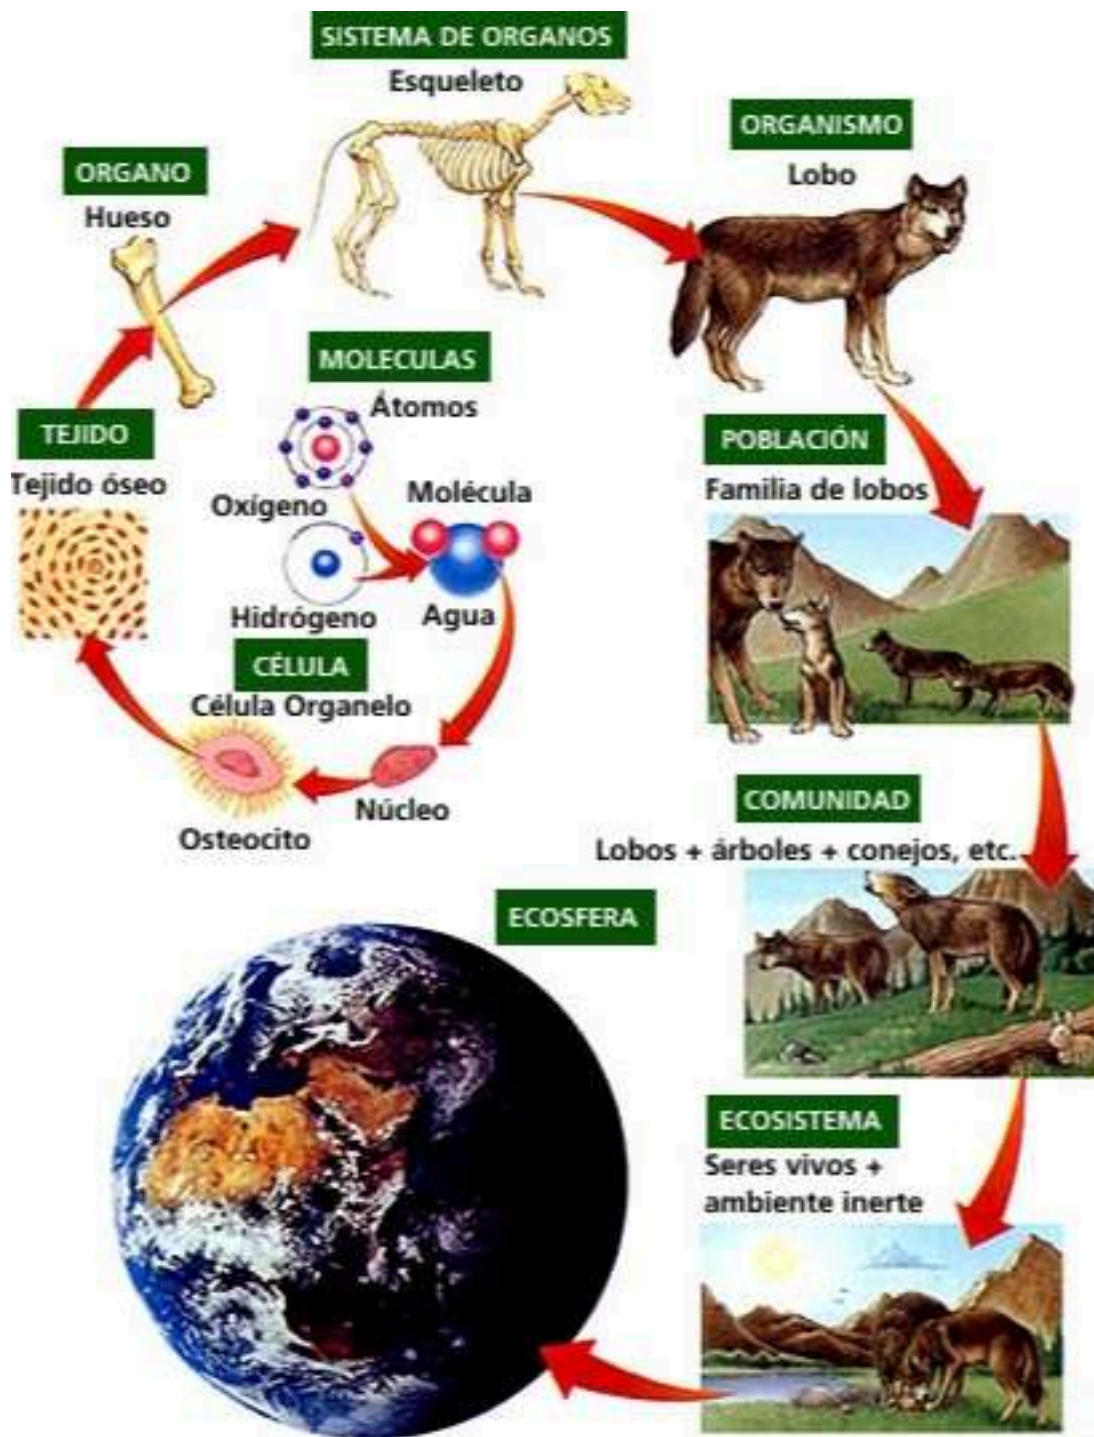 SISTEMA DE ORGANOS
Esqueleto
ORGANISMO
Lobo
ORGANO
Hueso
MOLECULAS
Átomos
Oxígeno
Molécula
Hidrógeno
Agua
TEJIDO
Tejido óseo
POBLACIÓN
Familia de lobos
CÉLULA
Célula Organelo
Núcleo
Osteocito
COMUNIDAD
Lobos + árboles + conejos, etc.
ECOSFERA
ECOSISTEMA
Seres vivos +
ambiente inerte